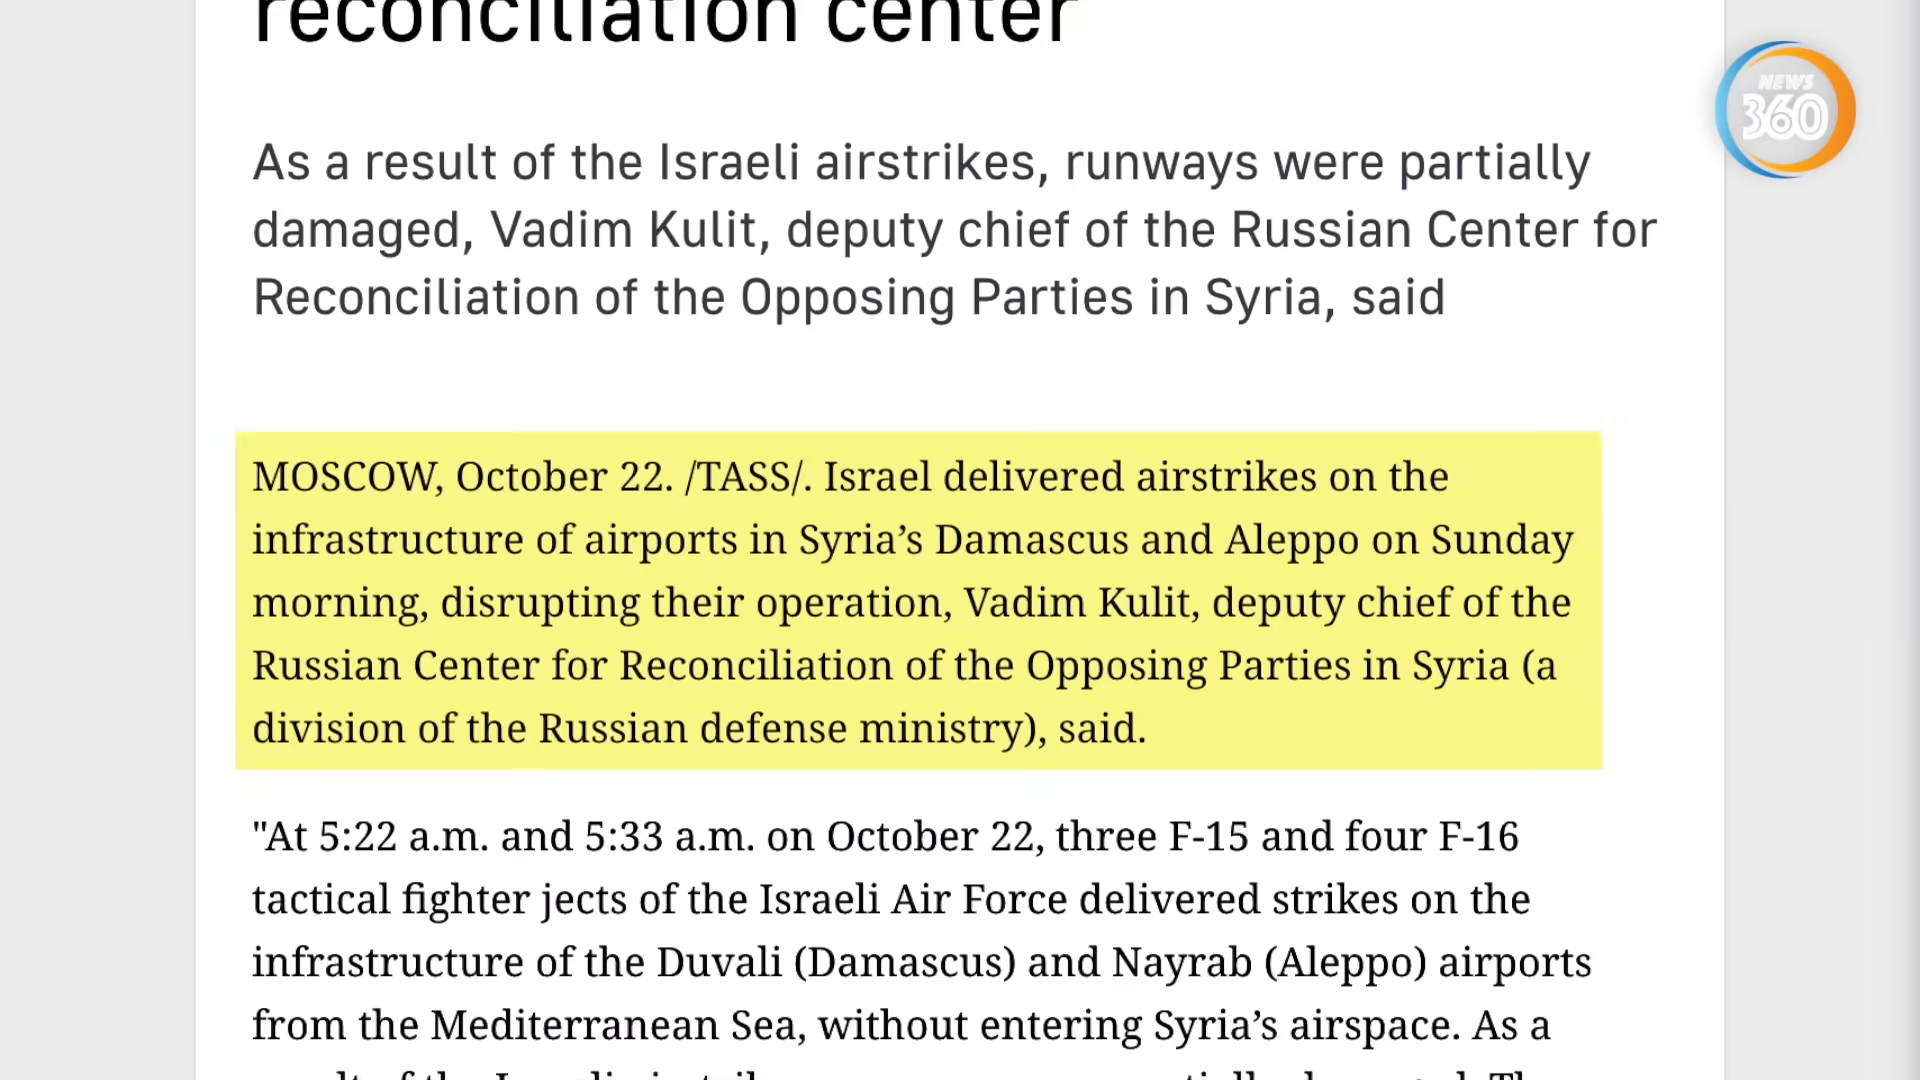 reconciliation center
NEWS
360
As a result of the Israeli airstrikes, runways were partially
damaged, Vadim Kulit, deputy chief of the Russian Center for
Reconciliation of the Opposing Parties in Syria, said
MOSCOW, October 22. /TASS/. Israel delivered airstrikes on the
infrastructure of airports in Syria’s Damascus and Aleppo on Sunday
morning, disrupting their operation, Vadim Kulit, deputy chief of the
Russian Center for Reconciliation of the Opposing Parties in Syria (a
division of the Russian defense ministry), said.
"At 5:22 a.m. and 5:33 a.m. on October 22, three F-15 and four F-16
tactical fighter jects of the Israeli Air Force delivered strikes on the
infrastructure of the Duvali (Damascus) and Nayrab (Aleppo) airports
from the Mediterranean Sea, without entering Syria’s airspace. As a